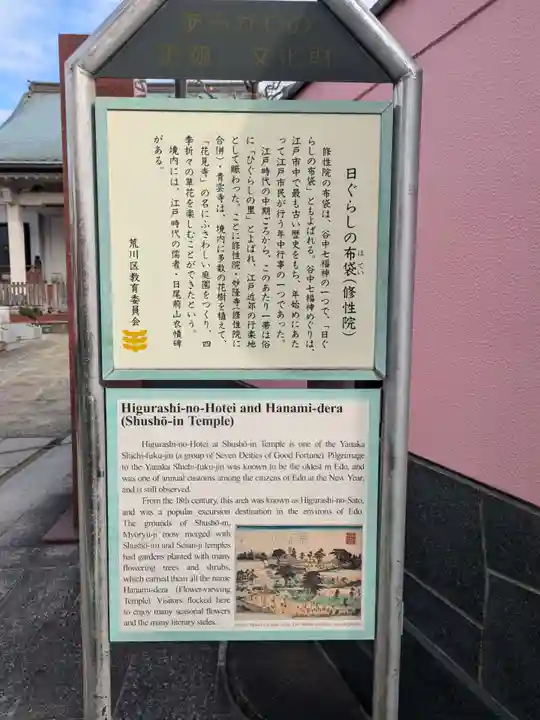 あらかわの
日ぐらしの布袋(修性院)
ほてい
修性院の布袋は、谷中七福神の一つで、「日ぐ
らしの布袋」ともよばれる。谷中七福神めぐりは、
江戸市中で最も古い歴史をもち、年始めにあた
って江戸市民が行う年中行事の一つであった。
江戸時代の中期ごろから、このあたり一帯は俗
に「ひぐらしの里」とよばれ、江戸近郊の行楽地
として賑わった。ことに修性院・妙隆寺(修性院に
合併)・青雲寺は、境内に多数の花樹を植えて、
「花見寺」の名にふさわしい庭園をつくり、四
季折々の草花を楽しむことができたという。
境内には、江戸時代の儒者・日尾荊山衣幘碑
がある。
荒川区教育委員会
Higurashi-no-Hotei and Hanami-dera
(Shushō-in Temple)
Higurashi-no-Hotei at Shushō-in Temple is one of the Yanaka
Shichi-fuku-jin (a group of Seven Deities of Good Fortune). Pilgrimage
to the Yanaka Shichi-fuku-jin was known to be the oldest in Edo, and
was one of annual customs among the citizens of Edo at the New Year,
and is still observed.
From the 18th century, this area was known as Higurashi-no-Sato,
and was a popular excursion destination in the environs of Edo.
The grounds of Shushō-in,
Myōryū-ji (now merged with
Shushō-in) and Seiun-ji temples
had gardens planted with many
flowering trees and shrubs,
which earned them all the name
Hanami-dera (Flower-viewing
Temple). Visitors flocked here
to enjoy many seasonal flowers
and the many literary steles.